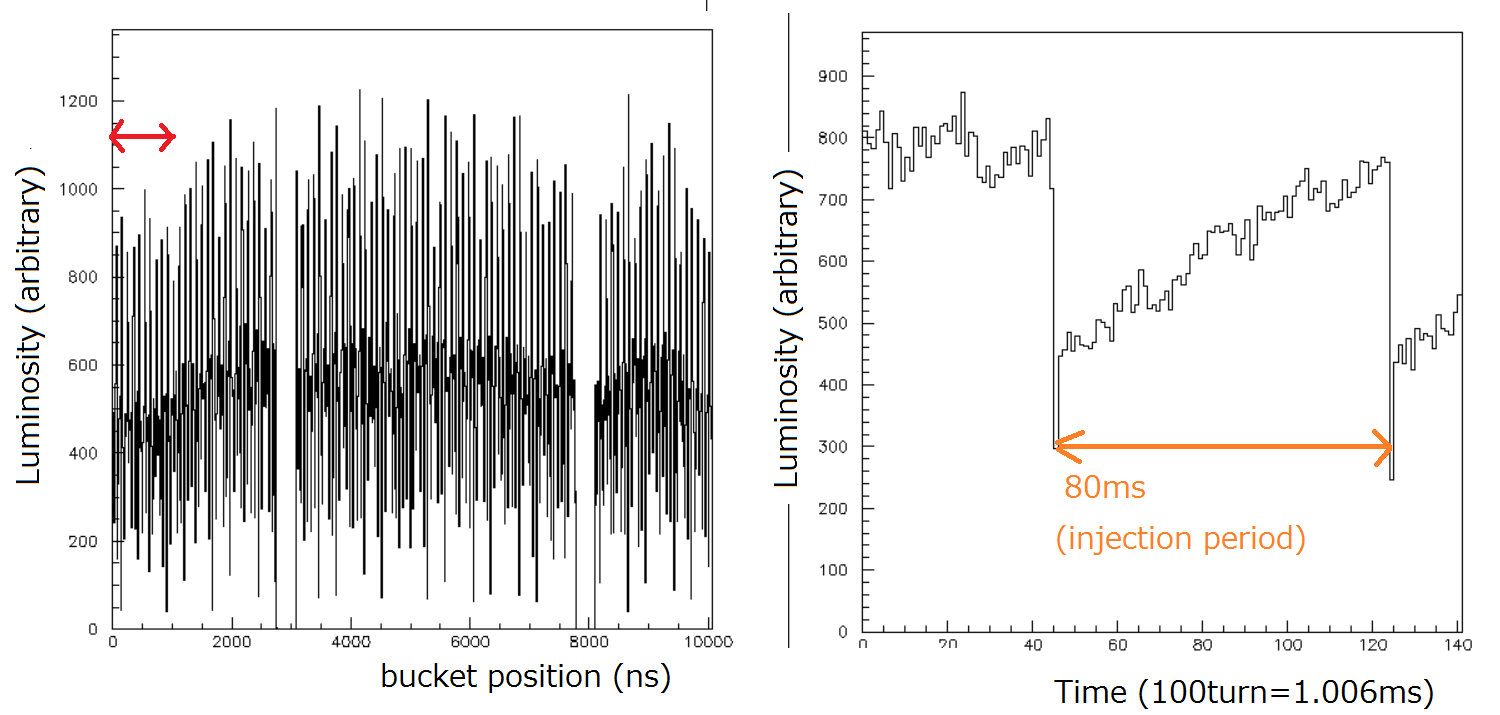 Luminosity (arbitrary)
1200
1000
800
600
400
200
0
0 2000 4000 6000 8000 10000
bucket position (ns)
Luminosity (arbitrary)
900
800
700
600
500
400
300
200
100
0
0 20 40 60 80 100 120 140
80ms
(injection period)
Time (100turn=1.006ms)